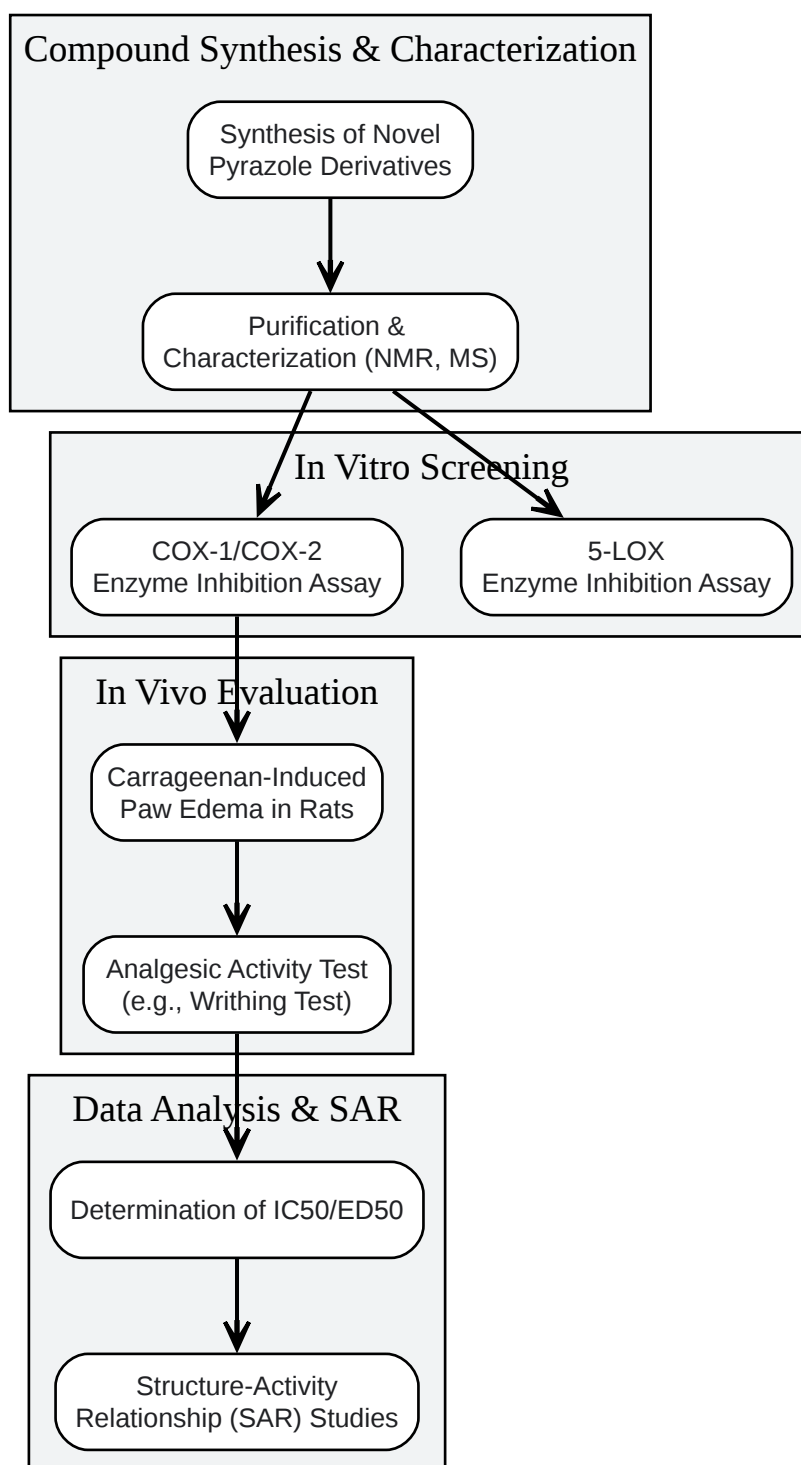 Compound Synthesis & Characterization
Synthesis of Novel
Pyrazole Derivatives
Purification &
Characterization (NMR, MS)
In Vitro Screening
COX-1/COX-2
Enzyme Inhibition Assay
5-LOX
Enzyme Inhibition Assay
In Vivo Evaluation
Carrageenan-Induced
Paw Edema in Rats
Analgesic Activity Test
(e.g., Writhing Test)
Data Analysis & SAR
Determination of IC50/ED50
Structure-Activity
Relationship (SAR) Studies